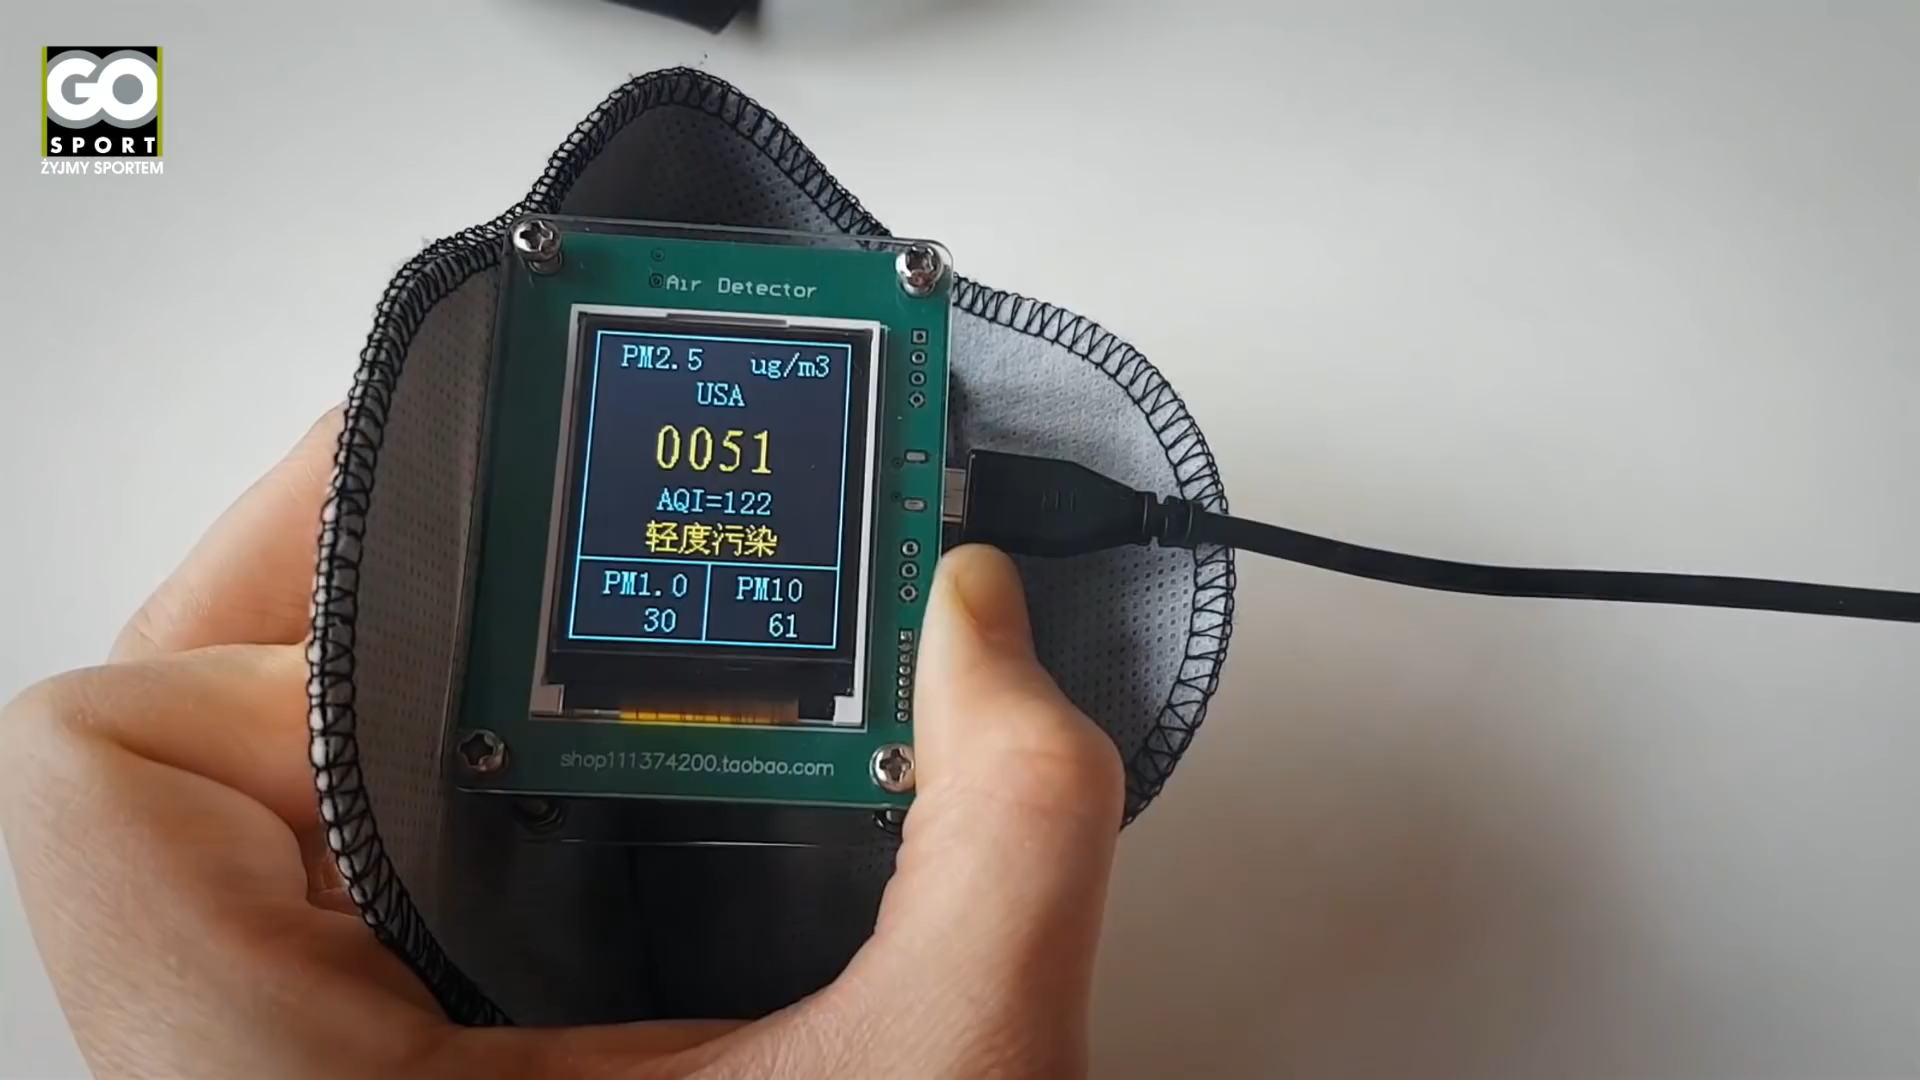 GO
SPORT
ŻYJMY SPORTEM
Air Detector
PM2.5 ug/m3
USA
0051
AQI=122
轻度污染
PM1.0 PM10
30 61
shop111374200.taobao.com